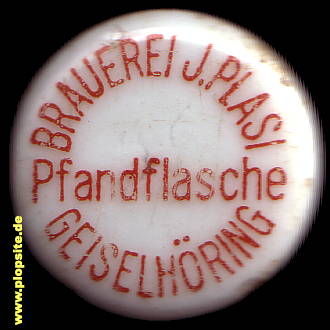 BRAUEREI J. PLASI
Pfandflasche
GEISELHÖRING
www.plopsite.de